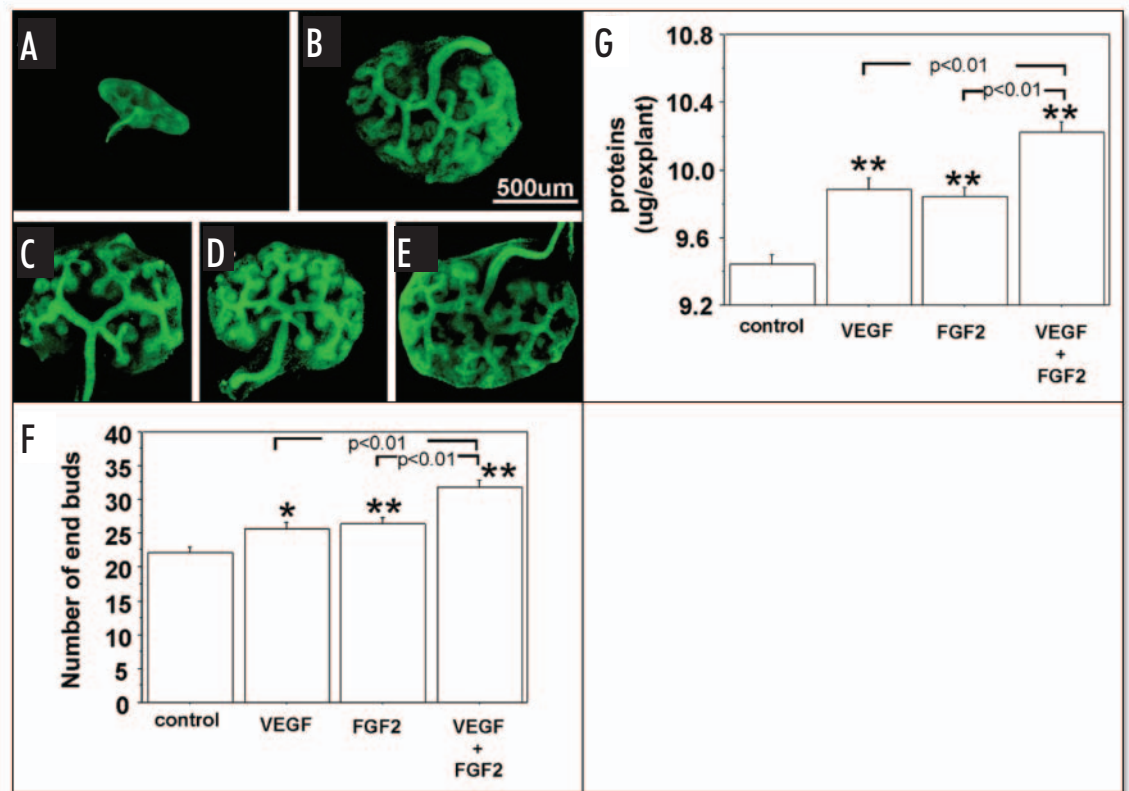 A
B
500um
C
D
E
F
Number of end buds
40
35
30
25
20
15
10
5
0
p<0.01
p<0.01
*
**
**
control
VEGF
FGF2
VEGF
+
FGF2
G
proteins
(ug/explant)
10.8
10.4
10.0
9.6
9.2
p<0.01
p<0.01
**
**
**
control
VEGF
FGF2
VEGF
+
FGF2